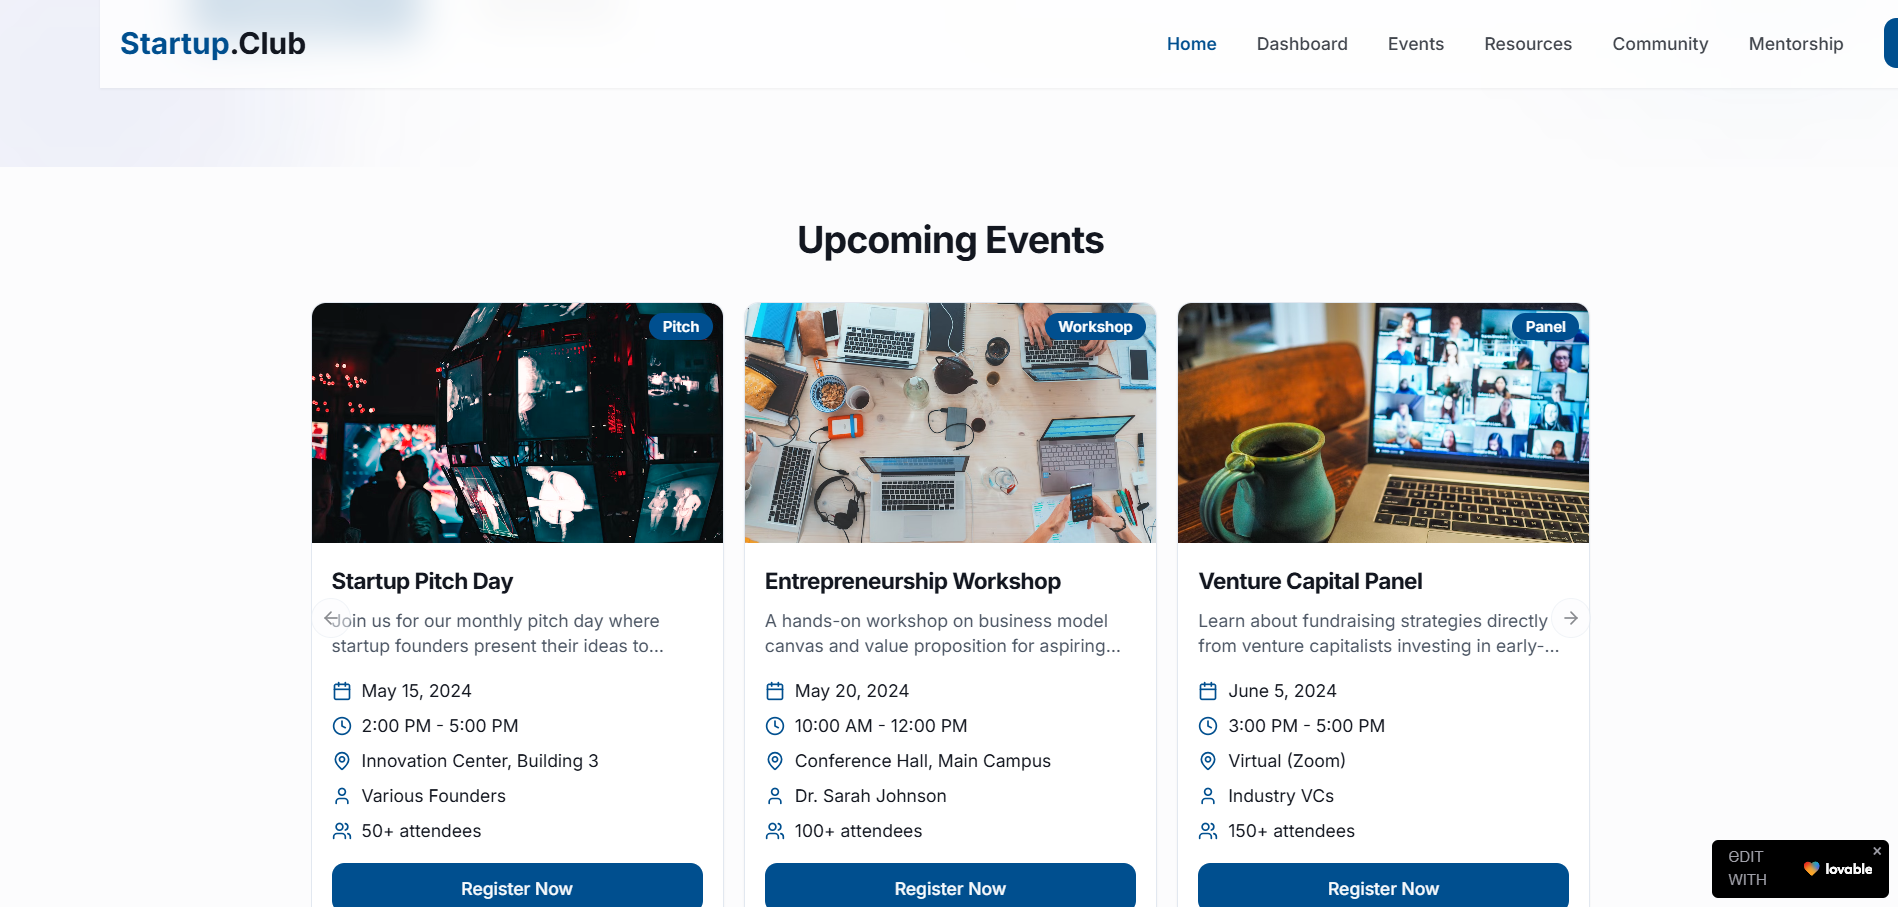 Startup.Club
Home
Dashboard
Events
Resources
Community
Mentorship
Upcoming Events
Pitch
Startup Pitch Day
Join us for our monthly pitch day where
startup founders present their ideas to...
May 15, 2024
2:00 PM - 5:00 PM
Innovation Center, Building 3
Various Founders
50+ attendees
Register Now
Workshop
Entrepreneurship Workshop
A hands-on workshop on business model
canvas and value proposition for aspiring...
May 20, 2024
10:00 AM - 12:00 PM
Conference Hall, Main Campus
Dr. Sarah Johnson
100+ attendees
Register Now
Panel
Venture Capital Panel
Learn about fundraising strategies directly
from venture capitalists investing in early-...
June 5, 2024
3:00 PM - 5:00 PM
Virtual (Zoom)
Industry VCs
150+ attendees
Register Now
eDIT
WITH
lovable